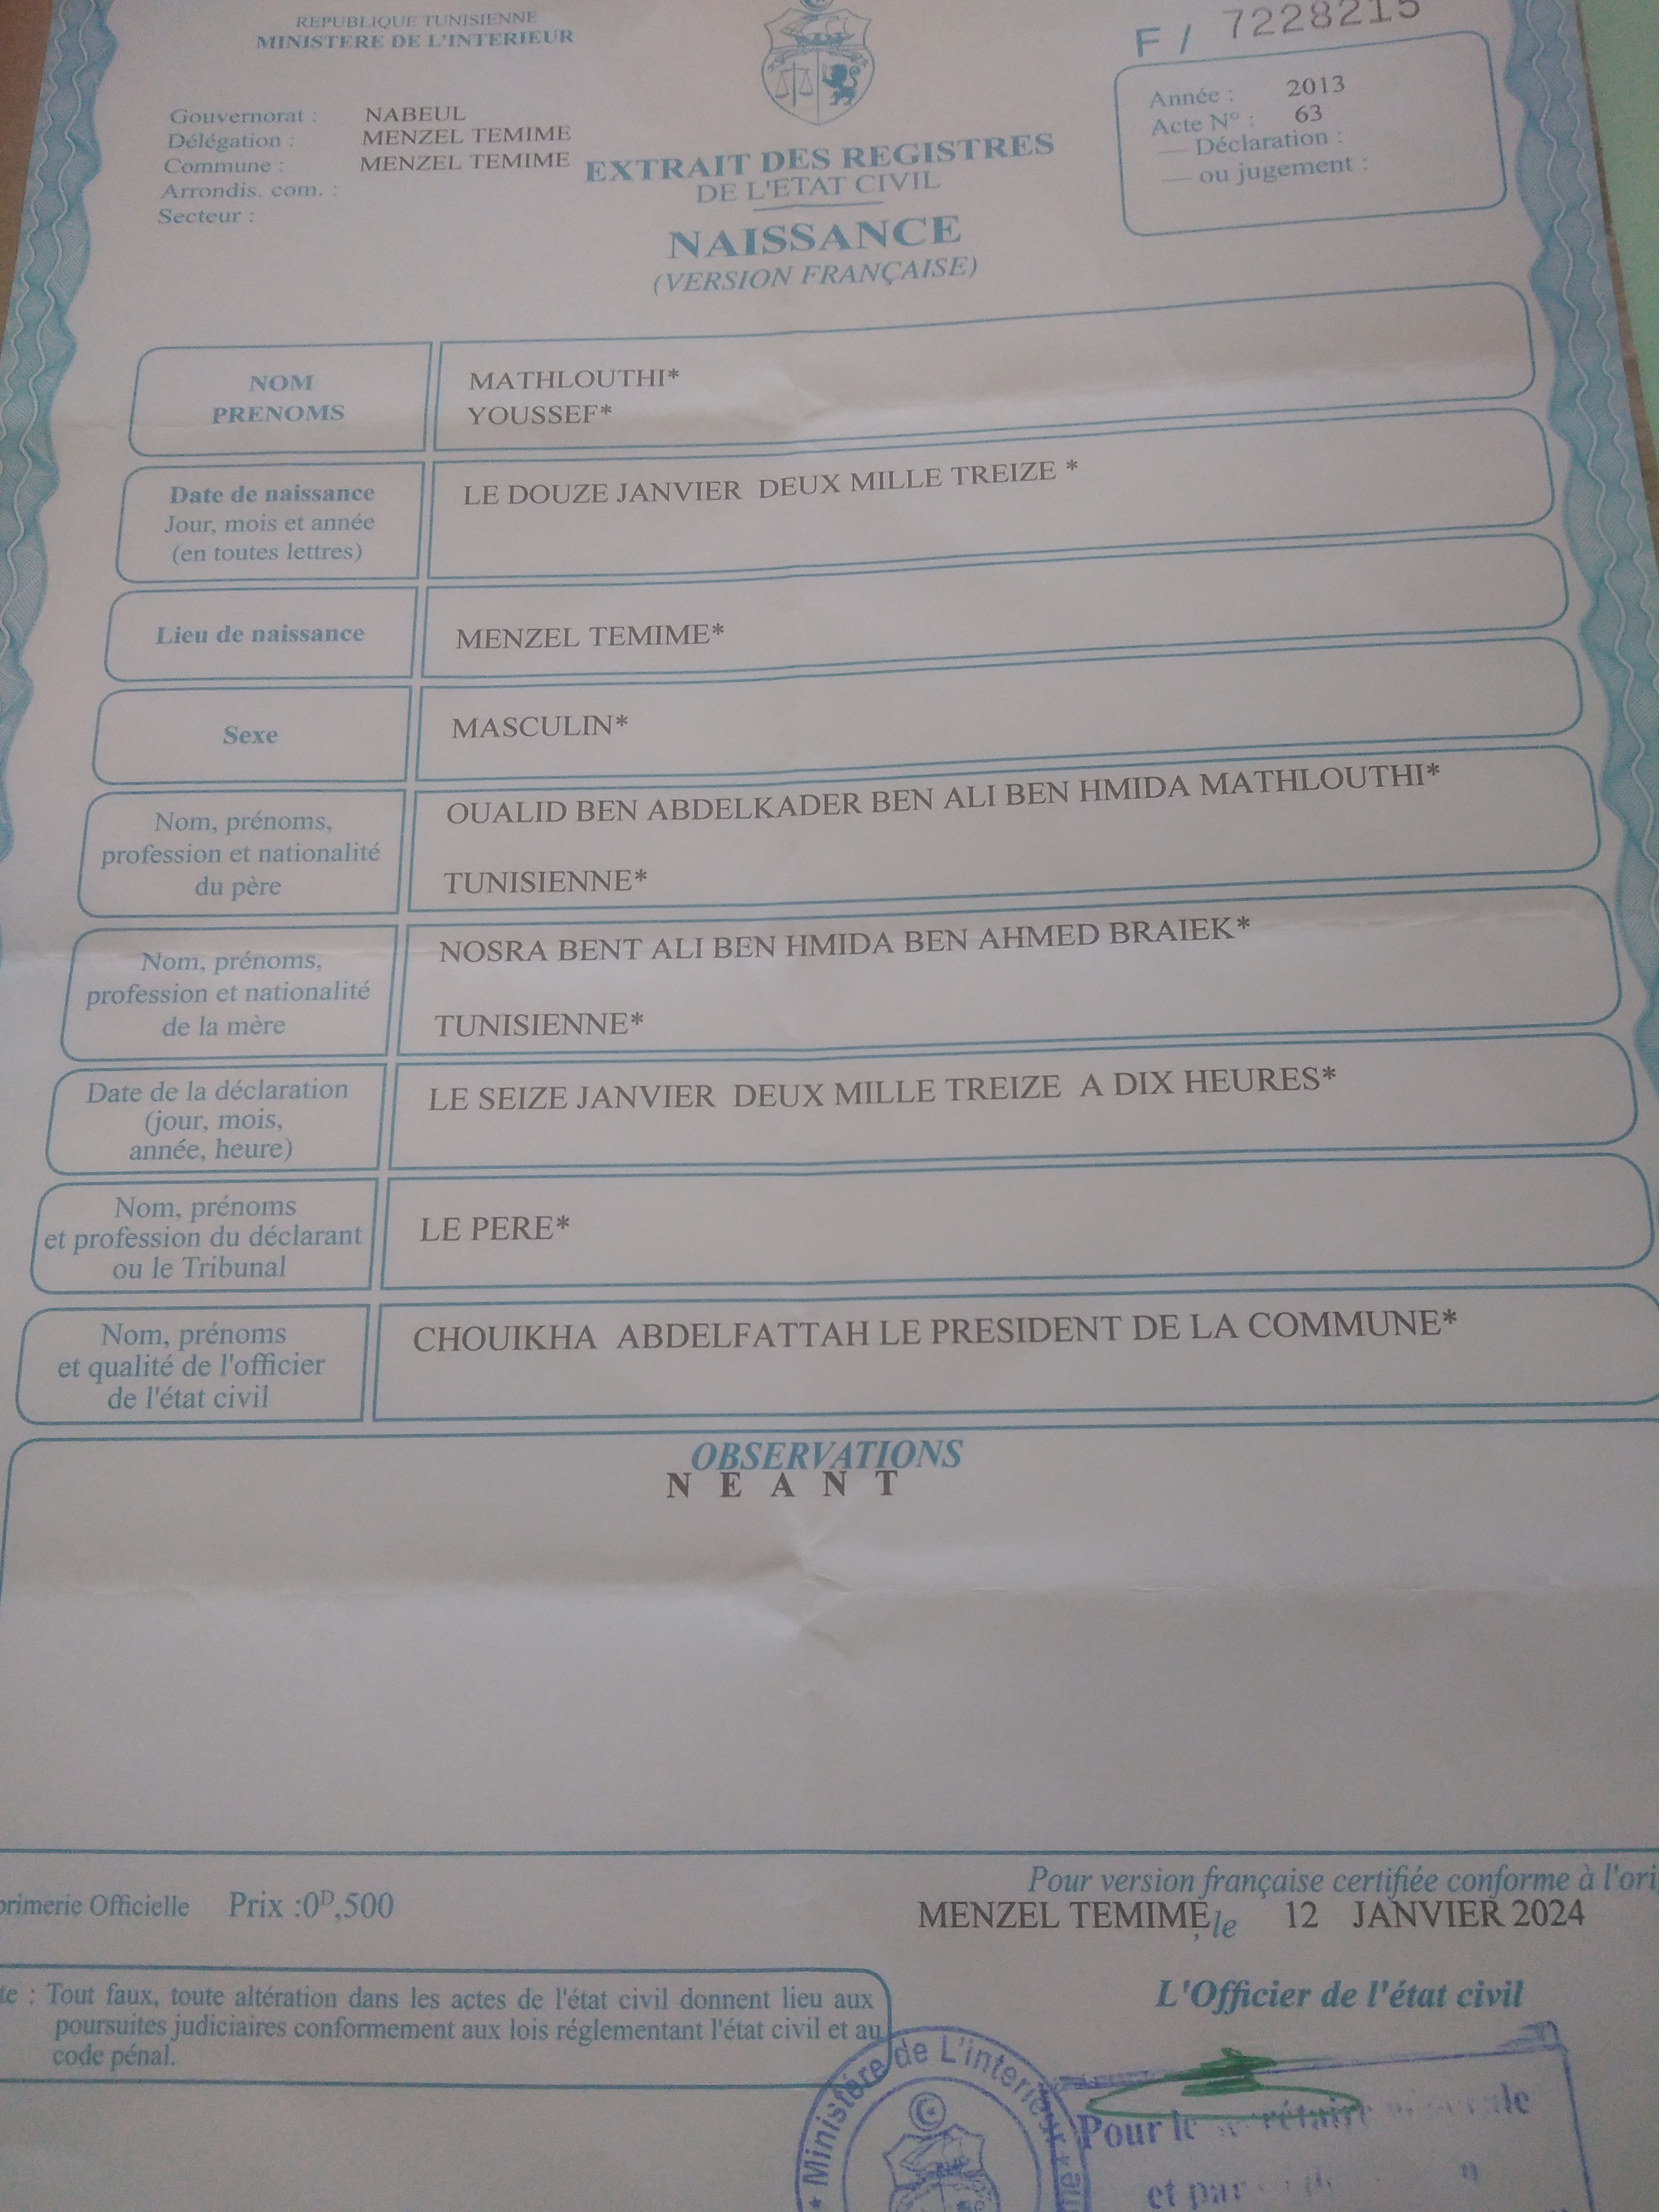 REPUBLIQUE TUNISIENNE
MINISTERE DE L'INTERIEUR
F / 7228215
Gouvernorat : NABEUL
Délégation : MENZEL TEMIME
Commune : MENZEL TEMIME
Arrondis. com. :
Secteur :
EXTRAIT DES REGISTRES
DE L'ETAT CIVIL
NAISSANCE
(VERSION FRANÇAISE)
Année : 2013
Acte N° : 63
— Déclaration :
— ou jugement :
NOM MATHLOUTHI*
PRENOMS YOUSSEF*
Date de naissance
Jour, mois et année
(en toutes lettres)
LE DOUZE JANVIER DEUX MILLE TREIZE *
Lieu de naissance
MENZEL TEMIME*
Sexe
MASCULIN*
Nom, prénoms,
profession et nationalité
du père
OUALID BEN ABDELKADER BEN ALI BEN HMIDA MATHLOUTHI*
TUNISIENNE*
Nom, prénoms,
profession et nationalité
de la mère
NOSRA BENT ALI BEN HMIDA BEN AHMED BRAIEK*
TUNISIENNE*
Date de la déclaration
(jour, mois,
année, heure)
LE SEIZE JANVIER DEUX MILLE TREIZE A DIX HEURES*
Nom, prénoms
et profession du déclarant
ou le Tribunal
LE PERE*
Nom, prénoms
et qualité de l'officier
de l'état civil
CHOUIKHA ABDELFATTAH LE PRESIDENT DE LA COMMUNE*
OBSERVATIONS
N E A N T
primerie Officielle Prix :0D,500
Pour version française certifiée conforme à l'ori
MENZEL TEMIME, le 12 JANVIER 2024
te : Tout faux, toute altération dans les actes de l'état civil donnent lieu aux
poursuites judiciaires conformement aux lois réglementant l'état civil et au
code pénal.
L'Officier de l'état civil
* Ministère de L'interieur *
Pour le
et par